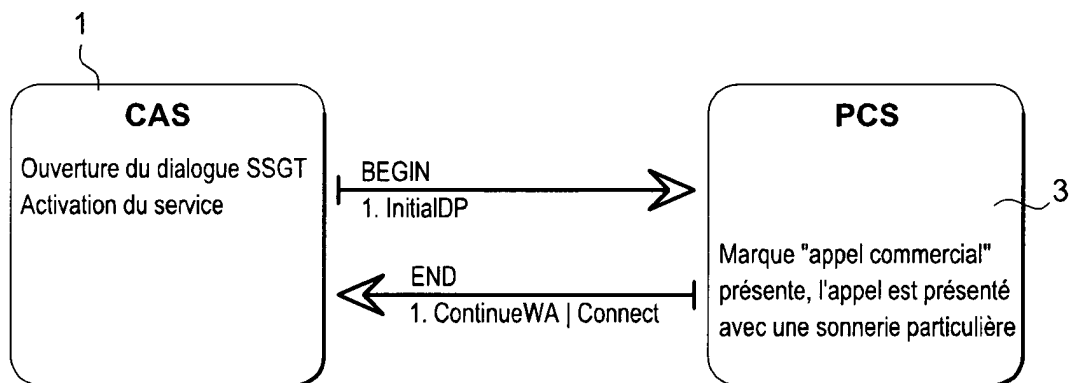 1
CAS
Ouverture du dialogue SSGT
Activation du service
BEGIN
1. InitialDP
END
1. ContinueWA | Connect
PCS
3
Marque "appel commercial"
présente, l'appel est présenté
avec une sonnerie particulière